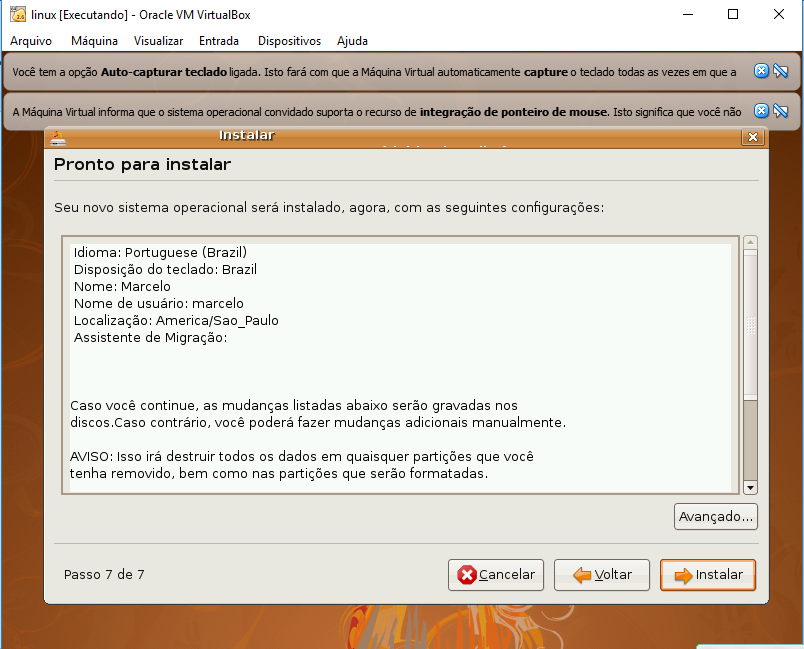 linux [Executando] - Oracle VM VirtualBox
Arquivo Máquina Visualizar Entrada Dispositivos Ajuda
Você tem a opção Auto-capturar teclado ligada. Isto fará com que a Máquina Virtual automaticamente capture o teclado todas as vezes em que a
A Máquina Virtual informa que o sistema operacional convidado suporta o recurso de integração de ponteiro de mouse. Isto significa que você não
Instalar
Pronto para instalar
Seu novo sistema operacional será instalado, agora, com as seguintes configurações:
Idioma: Portuguese (Brazil)
Disposição do teclado: Brazil
Nome: Marcelo
Nome de usuário: marcelo
Localização: America/Sao_Paulo
Assistente de Migração:
Caso você continue, as mudanças listadas abaixo serão gravadas nos
discos.Caso contrário, você poderá fazer mudanças adicionais manualmente.
AVISO: Isso irá destruir todos os dados em quaisquer partições que você
tenha removido, bem como nas partições que serão formatadas.
Avançado...
Passo 7 de 7
Cancelar
Voltar
Instalar